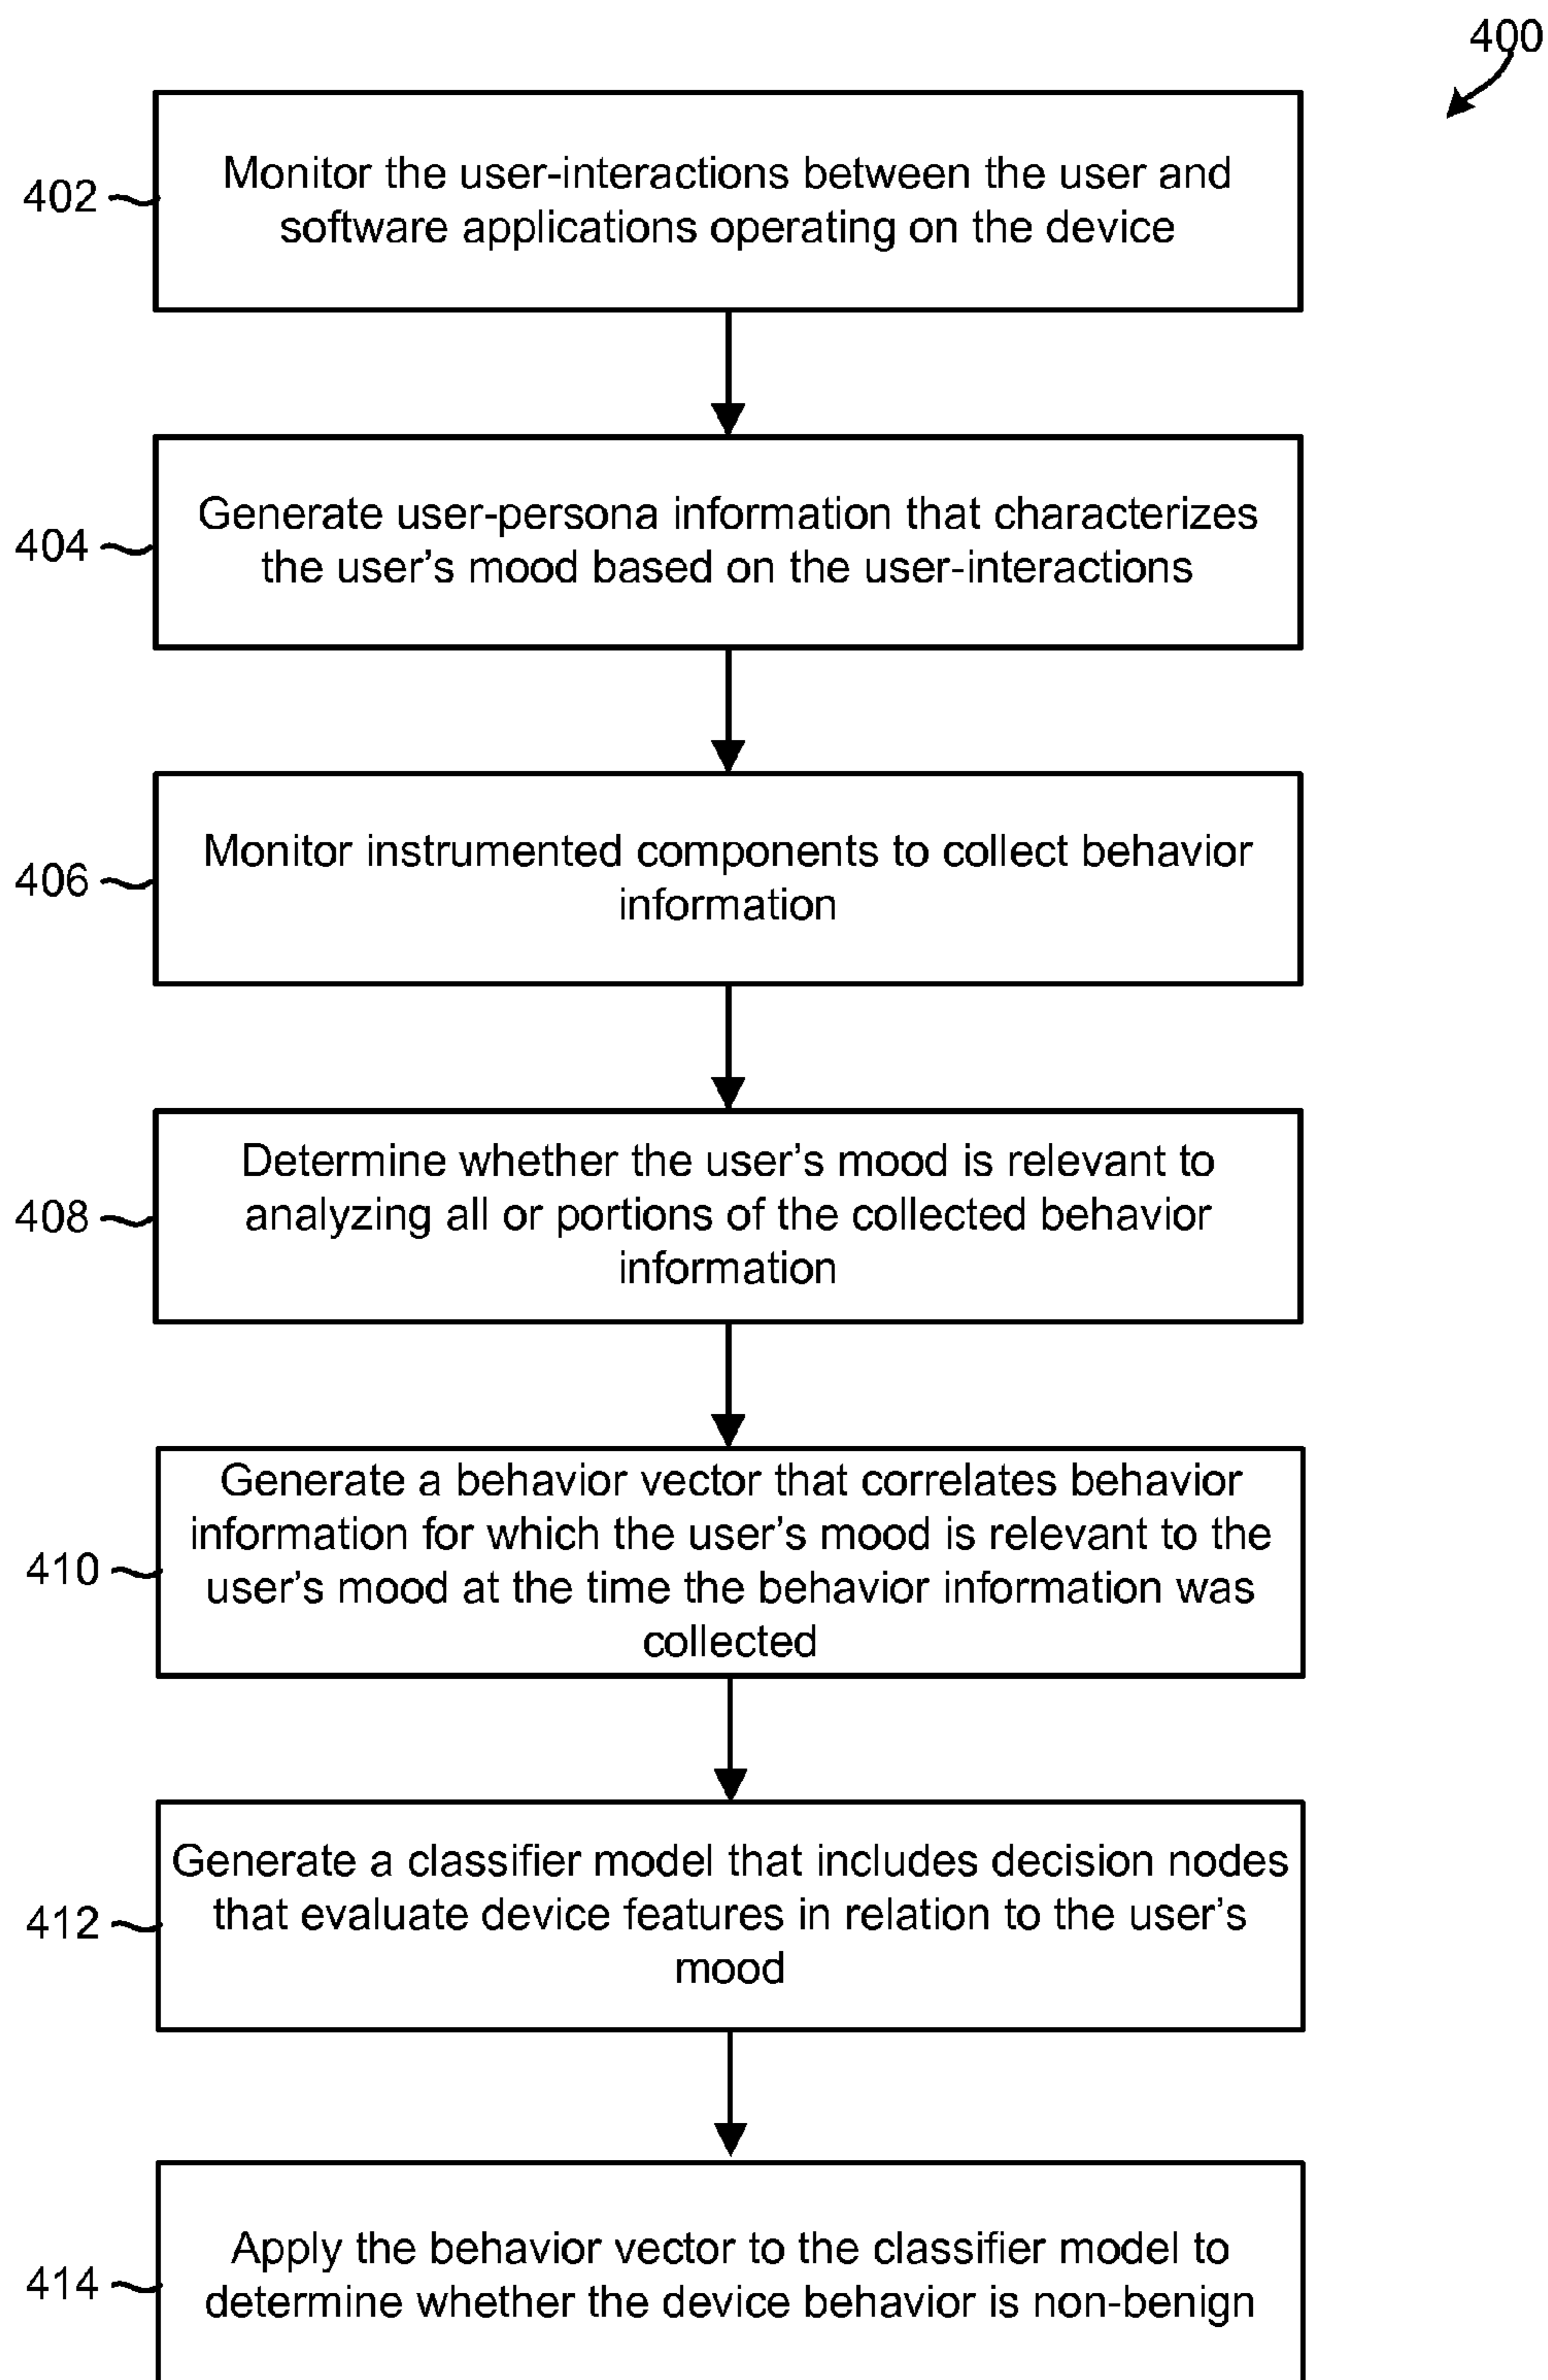 400
402
Monitor the user-interactions between the user and
software applications operating on the device
404
Generate user-persona information that characterizes
the user's mood based on the user-interactions
406
Monitor instrumented components to collect behavior
information
408
Determine whether the user's mood is relevant to
analyzing all or portions of the collected behavior
information
410
Generate a behavior vector that correlates behavior
information for which the user's mood is relevant to the
user's mood at the time the behavior information was
collected
412
Generate a classifier model that includes decision nodes
that evaluate device features in relation to the user's
mood
414
Apply the behavior vector to the classifier model to
determine whether the device behavior is non-benign